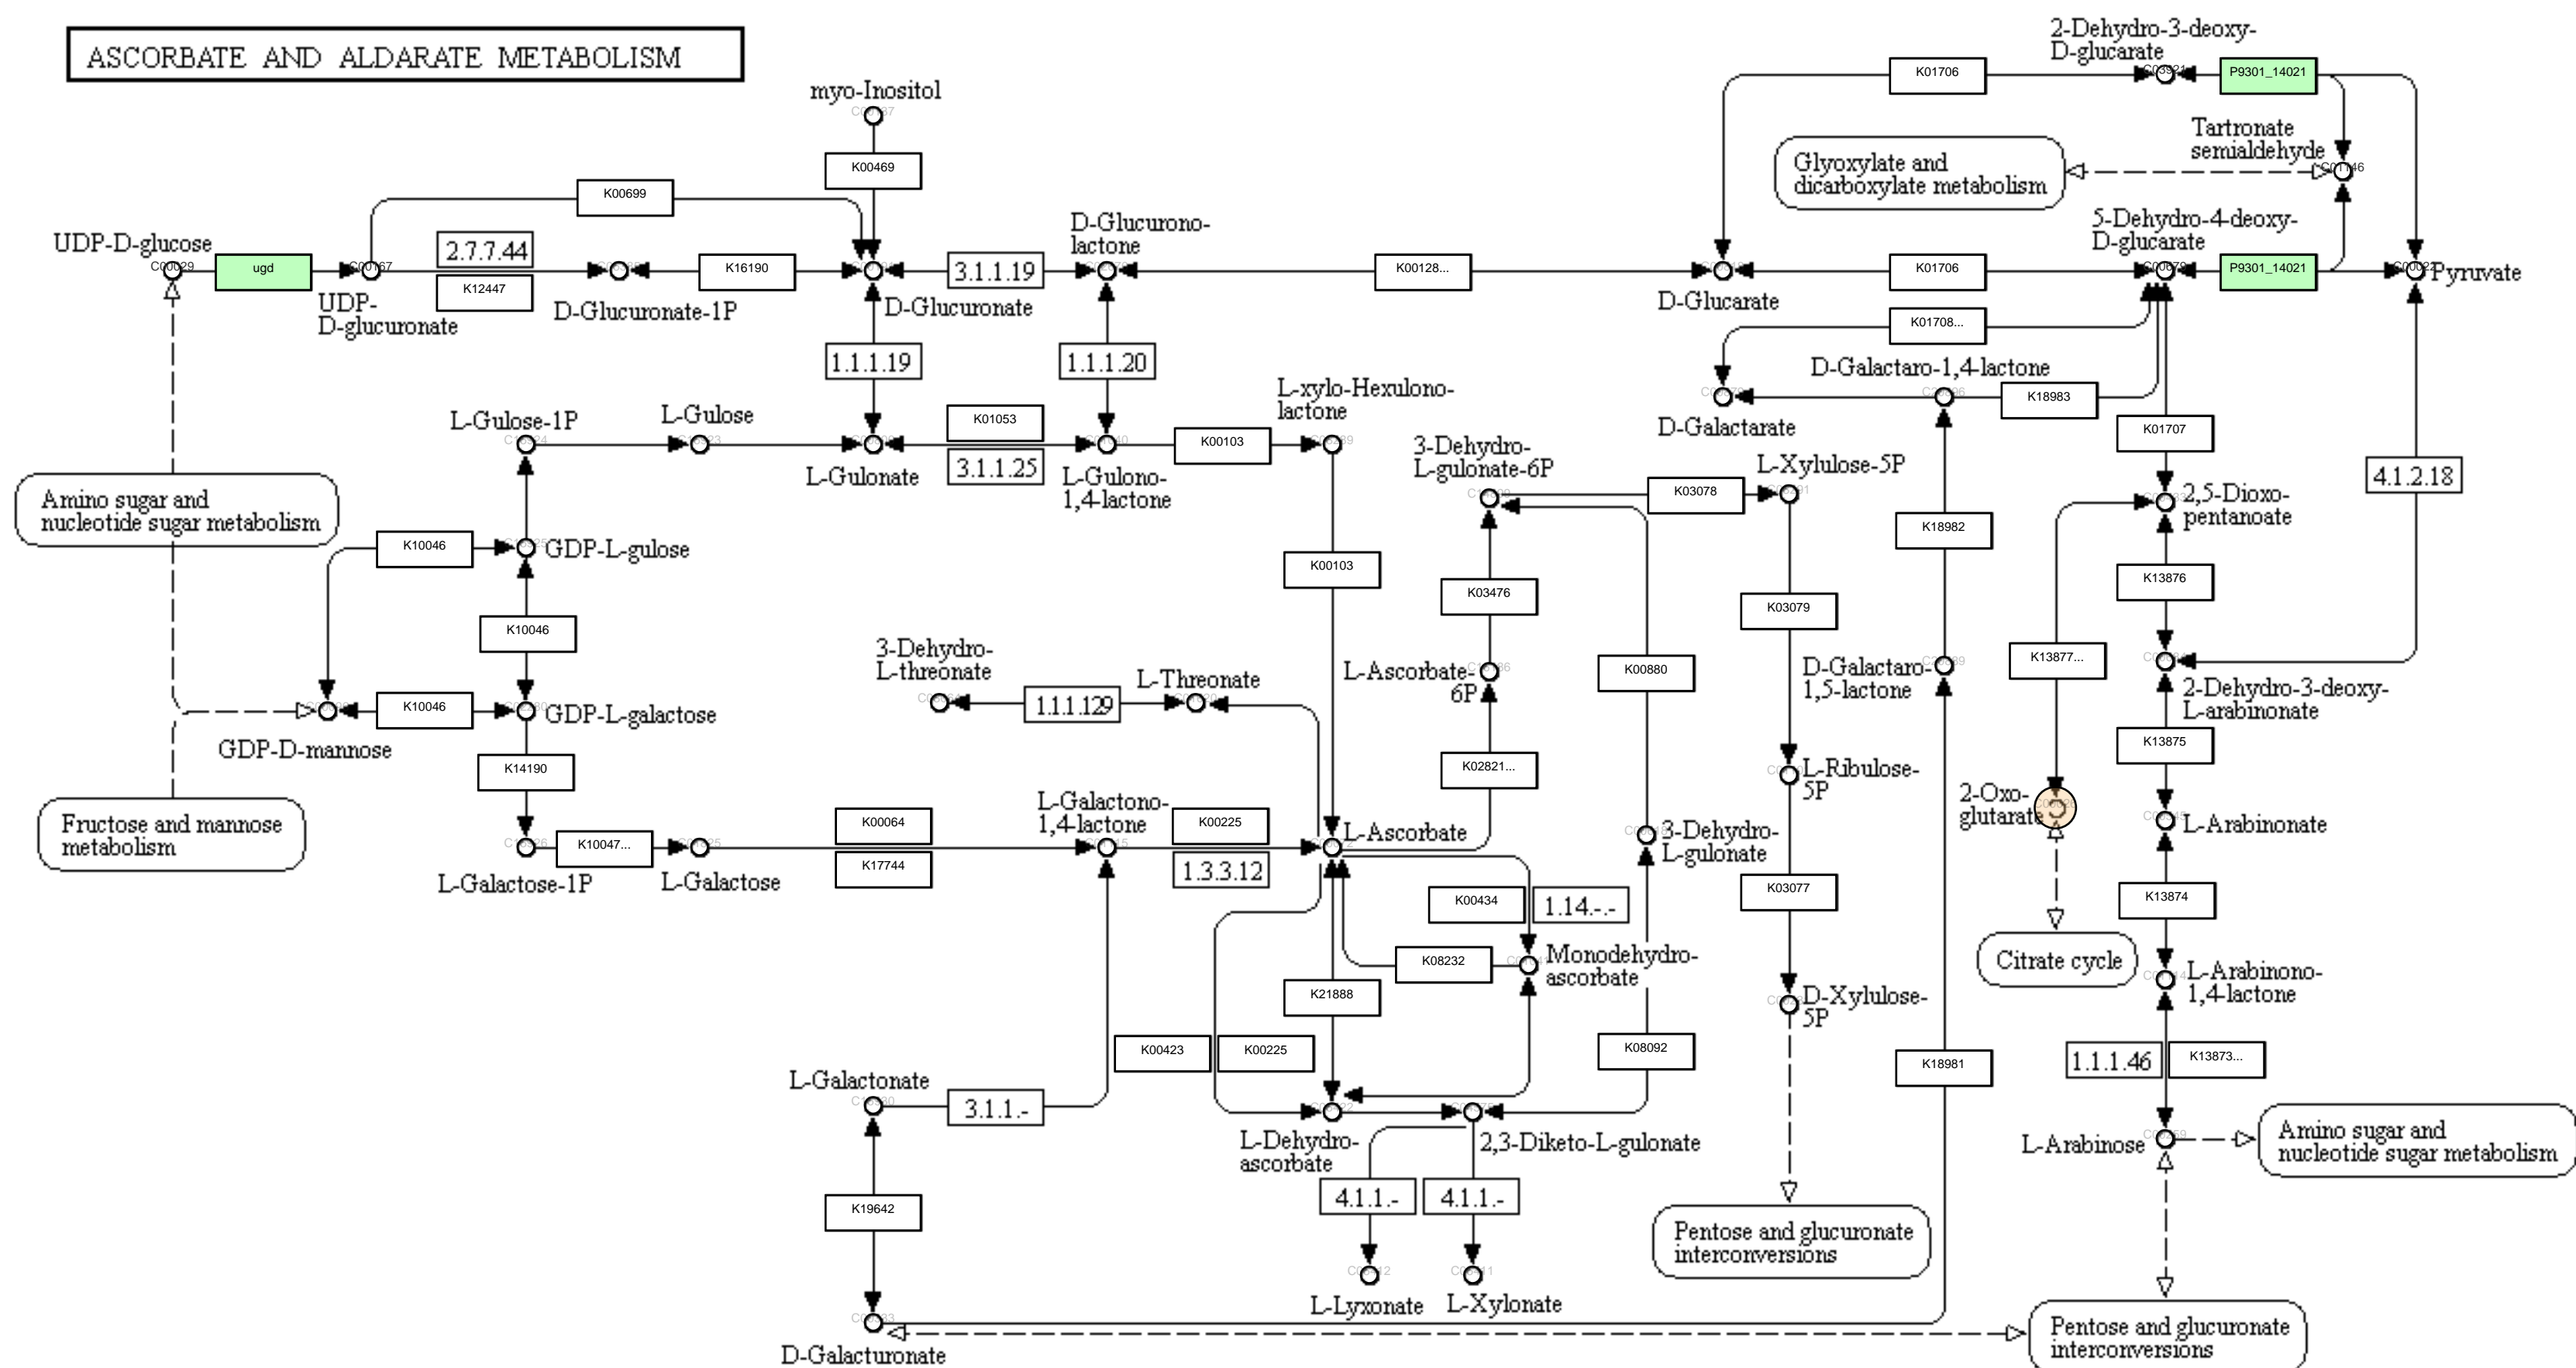 ASCORBATE AND ALDARATE METABOLISM
2-Dehydro-3-deoxy-
D-glucarate
K01706
P9301_14021
myo-Inositol
K00469
Tartronate
semialdehyde
Glyoxylate and
dicarboxylate metabolism
K00699
UDP-D-glucose
C00029
ugd
C00167
UDP-
D-glucuronate
2.7.7.44
K12447
D-Glucuronate-1P
K16190
D-Glucuronate
3.1.1.19
D-Glucurono-
lactone
K00128...
D-Glucarate
K01706
5-Dehydro-4-deoxy-
D-glucarate
P9301_14021
Pyruvate
K01708...
1.1.1.19
1.1.1.20
D-Galactaro-1,4-lactone
K18983
D-Galactarate
K01707
L-Gulose-1P
L-Gulose
L-Gulonate
K01053
3.1.1.25
L-Gulono-
1,4-lactone
K00103
L-xylo-Hexulono-
lactone
3-Dehydro-
L-gulonate-6P
K03078
L-Xylulose-5P
4.1.2.18
2,5-Dioxo-
pentanoate
Amino sugar and
nucleotide sugar metabolism
K10046
GDP-L-gulose
K18982
K00103
K03476
K03079
K13876
K10046
3-Dehydro-
L-threonate
1.1.1.129
L-Threonate
L-Ascorbate-
6P
K00880
D-Galactaro-
1,5-lactone
K13877...
2-Dehydro-3-deoxy-
L-arabinonate
GDP-D-mannose
K10046
GDP-L-galactose
K14190
K02821...
L-Ribulose-
5P
K13875
2-Oxo-
glutarate
L-Arabinonate
Fructose and mannose
metabolism
L-Galactose-1P
K10047...
L-Galactose
K00064
K17744
L-Galactono-
1,4-lactone
K00225
1.3.3.12
L-Ascorbate
3-Dehydro-
L-gulonate
K03077
K13874
K00434
1.14.-.-
K08232
Monodehydro-
ascorbate
Citrate cycle
L-Arabinono-
1,4-lactone
K21888
D-Xylulose-
5P
K00423
K00225
K08092
K18981
1.1.1.46
K13873...
L-Galactonate
3.1.1.-
L-Dehydro-
ascorbate
2,3-Diketo-L-gulonate
L-Arabinose
Amino sugar and
nucleotide sugar metabolism
K19642
4.1.1.-
4.1.1.-
Pentose and glucuronate
interconversions
L-Lyxonate
L-Xylonate
D-Galacturonate
Pentose and glucuronate
interconversions